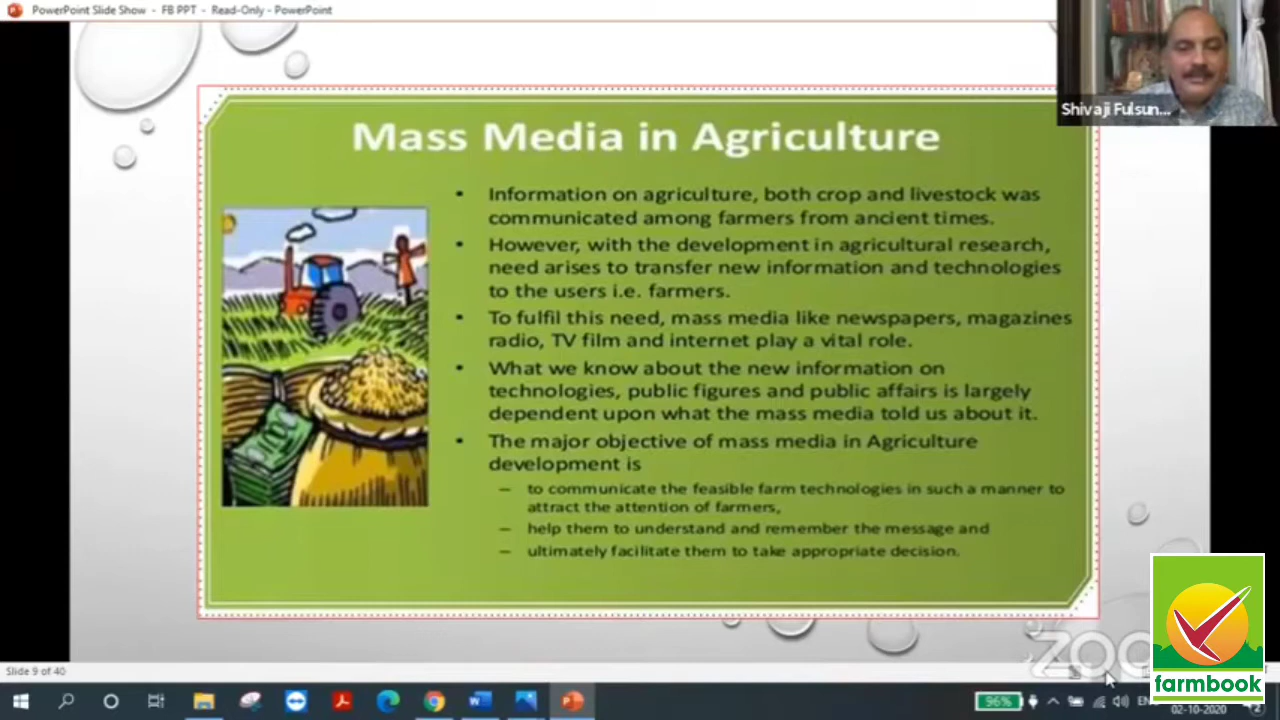 PowerPoint Slide Show - FB PPT - Read-Only - PowerPoint
Shivaji Fulsun...
Mass Media in Agriculture
• Information on agriculture, both crop and livestock was
communicated among farmers from ancient times.
• However, with the development in agricultural research,
need arises to transfer new information and technologies
to the users i.e. farmers.
• To fulfil this need, mass media like newspapers, magazines
radio, TV film and internet play a vital role.
• What we know about the new information on
technologies, public figures and public affairs is largely
dependent upon what the mass media told us about it.
• The major objective of mass media in Agriculture
development is
– to communicate the feasible farm technologies in such a manner to
attract the attention of farmers,
– help them to understand and remember the message and
– ultimately facilitate them to take appropriate decision.
zoo
farmbook
Slide 9 of 40
96%
02-10-2020